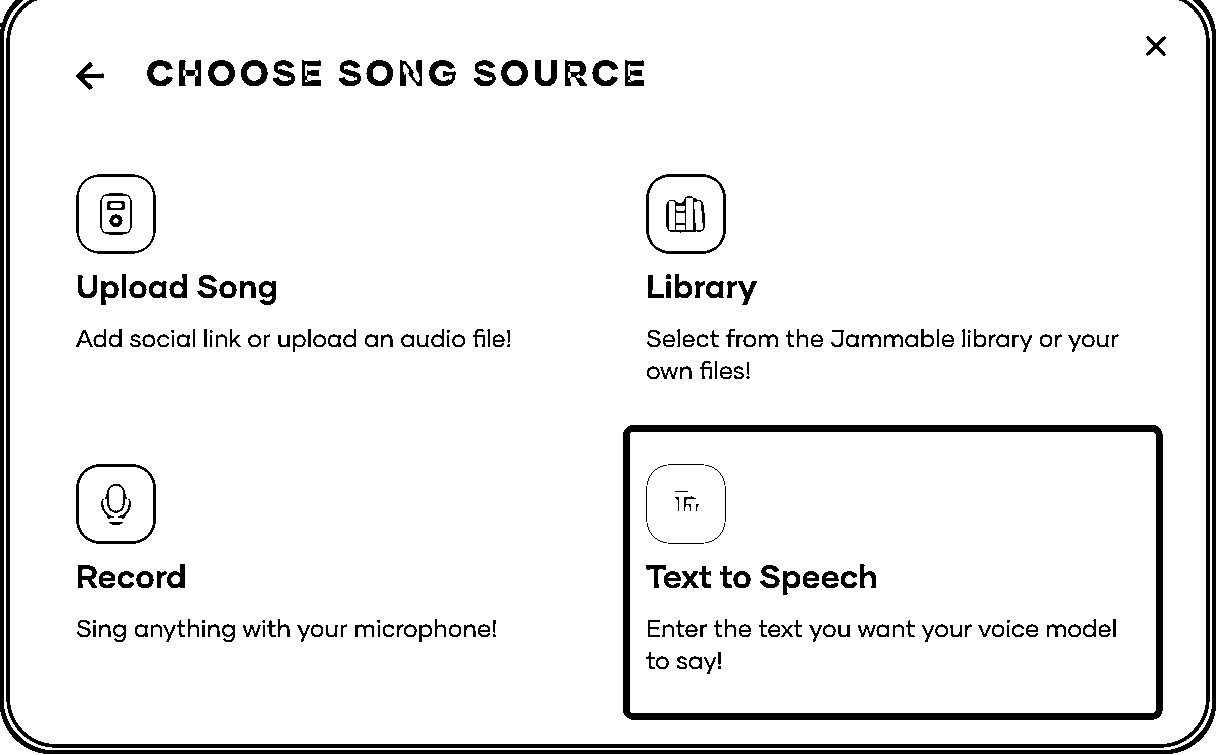 CHOOSE SONG SOURCE
Upload Song
Add social link or upload an audio file!
Library
Select from the Jammable library or your
own files!
Record
Sing anything with your microphone!
Text to Speech
Enter the text you want your voice model
to say!